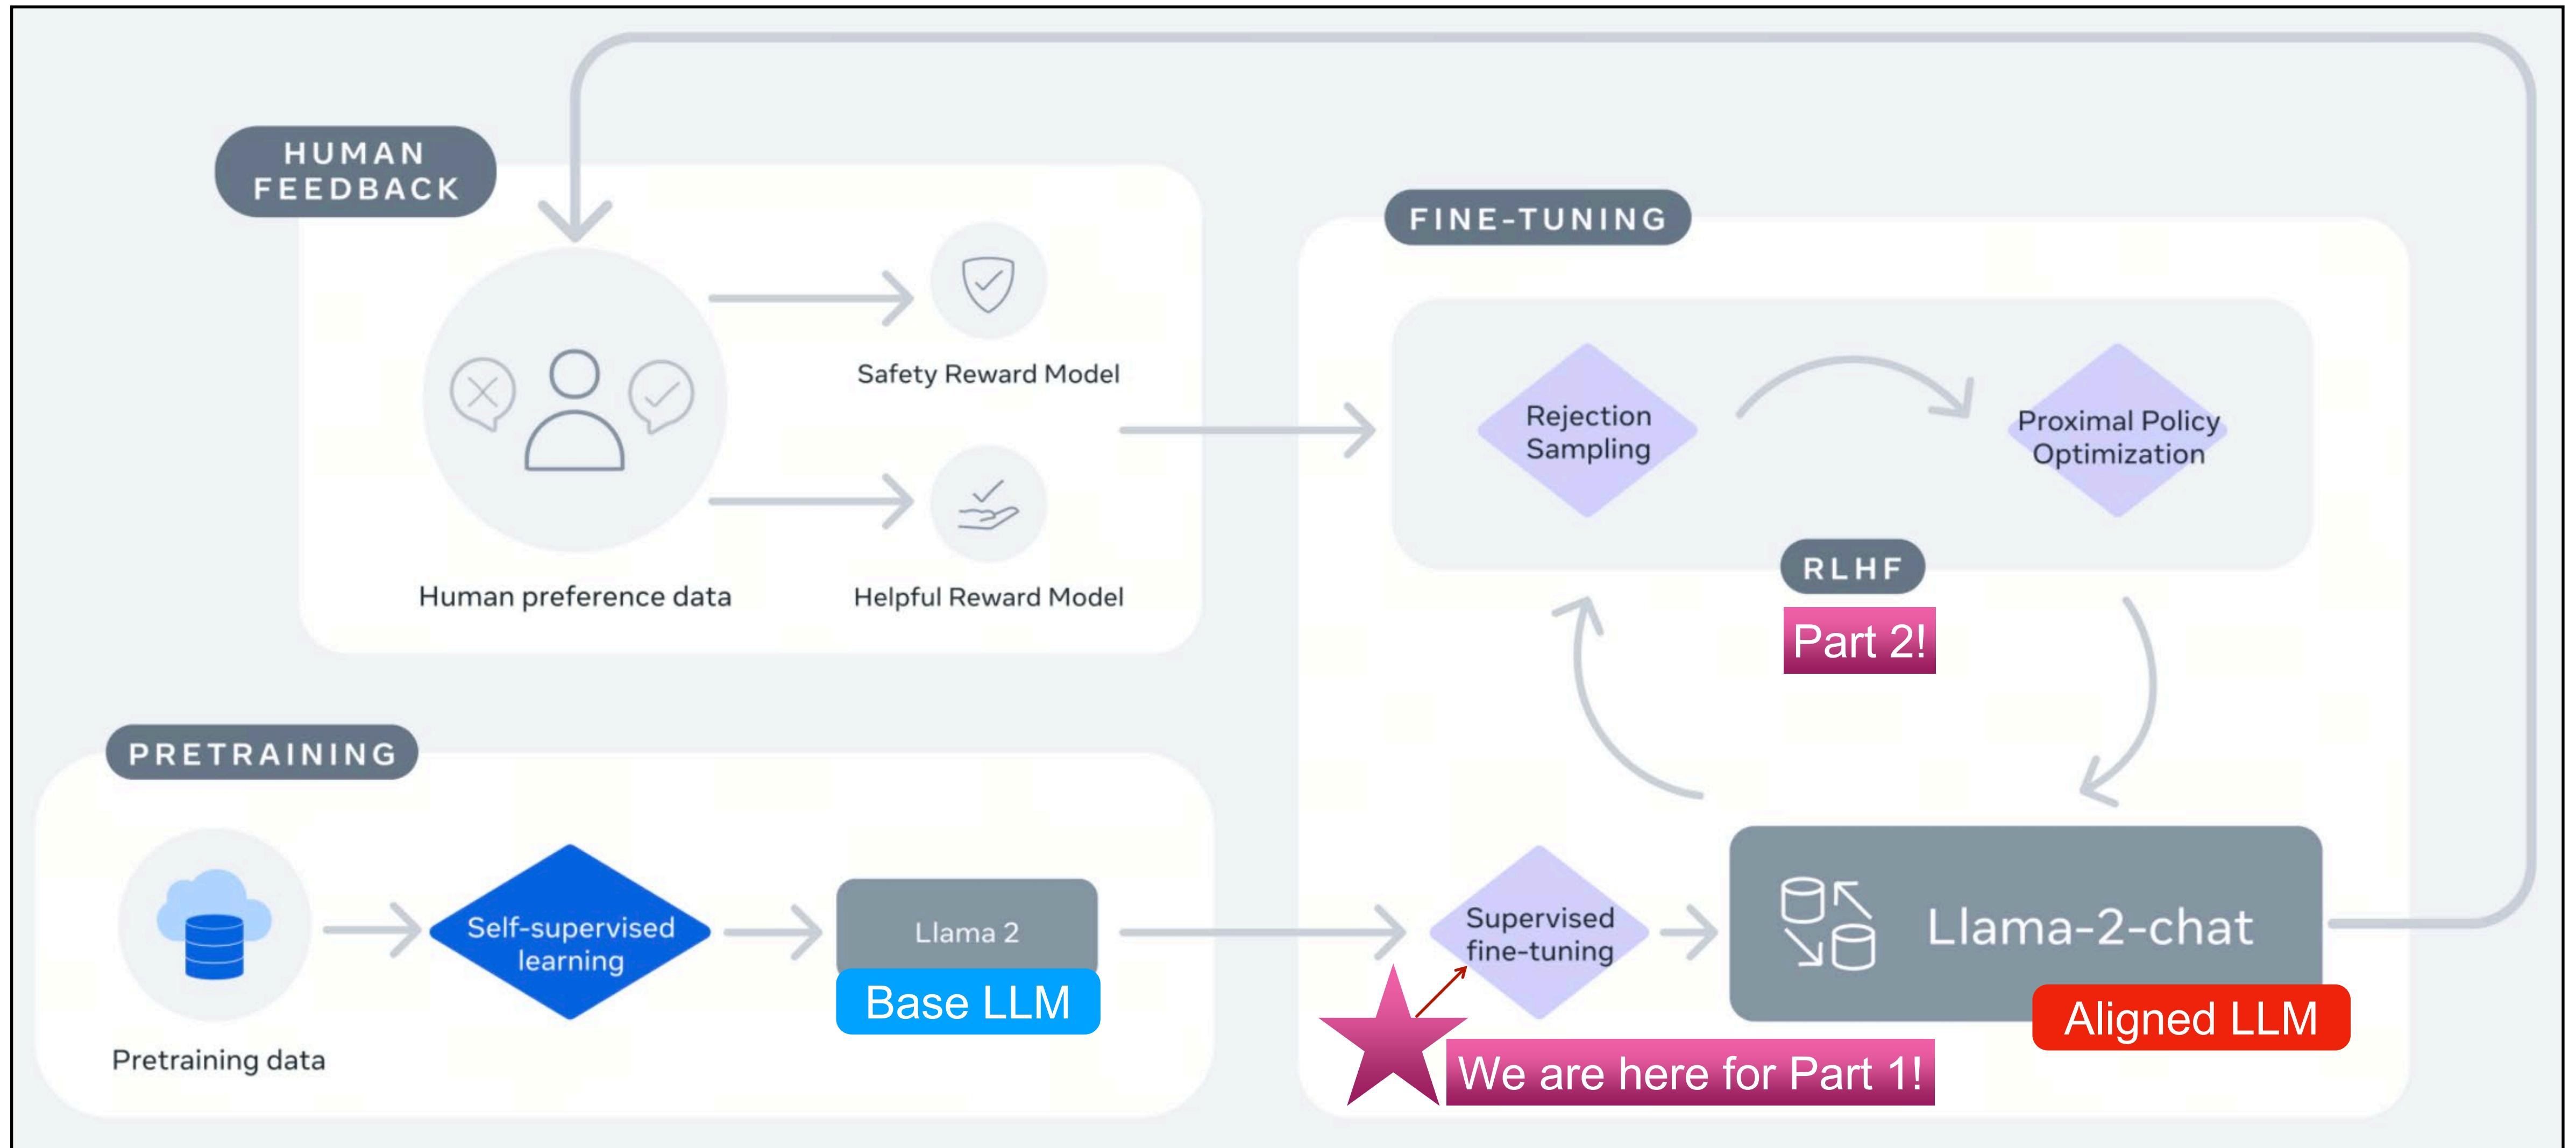 HUMAN
FEEDBACK
Safety Reward Model
Human preference data
Helpful Reward Model
FINE-TUNING
Rejection
Sampling
Proximal Policy
Optimization
RLHF
Part 2!
PRETRAINING
Pretraining data
Self-supervised
learning
Llama 2
Base LLM
Supervised
fine-tuning
Llama-2-chat
Aligned LLM
We are here for Part 1!